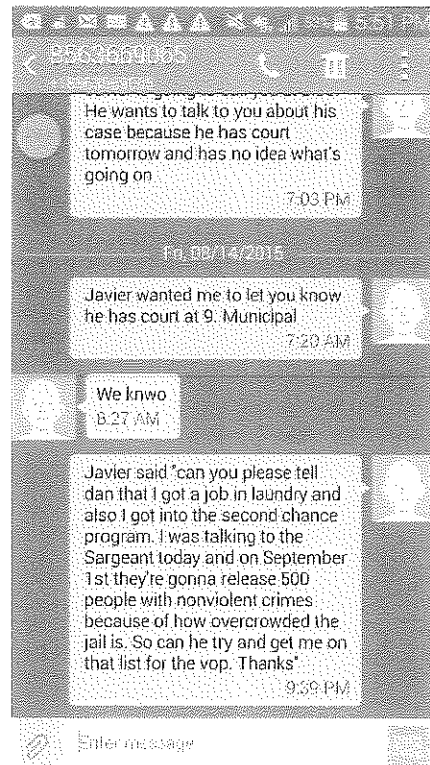 5:51 PM
He wants to talk to you about his
case because he has court
tomorrow and has no idea what's
going on
7:03 PM
Fri, 08/14/2015
Javier wanted me to let you know
he has court at 9. Municipal
7:20 AM
We knwo
8:27 AM
Javier said "can you please tell
dan that I got a job in laundry and
also I got into the second chance
program. I was talking to the
Sargeant today and on September
1st they're gonna release 500
people with nonviolent crimes
because of how overcrowded the
jail is. So can he try and get me on
that list for the vop. Thanks"
9:59 PM
Enter message